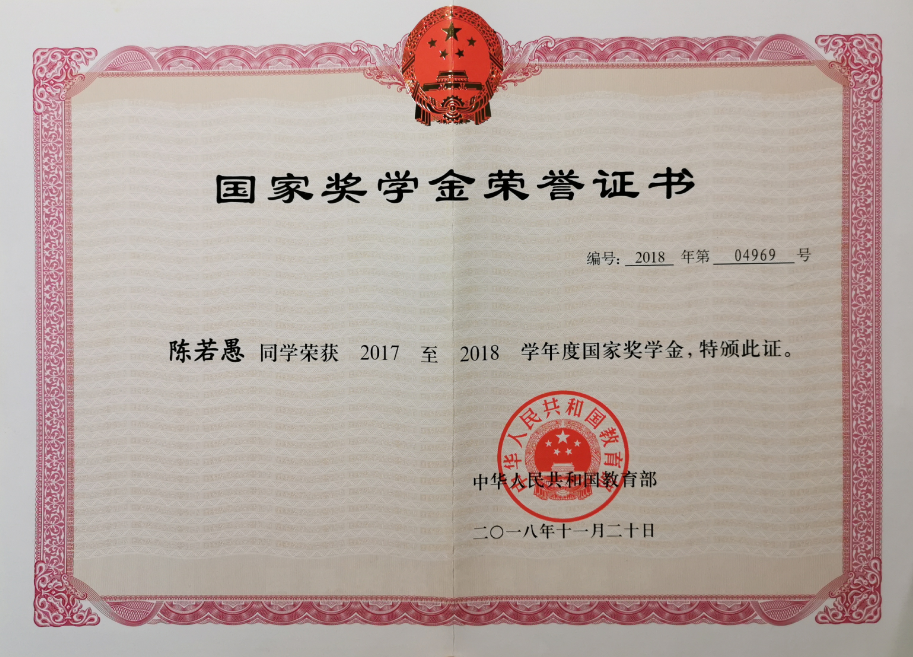 国家奖学金荣誉证书
编号: 2018 年第 04969 号
陈若愚 同学荣获 2017 至 2018 学年度国家奖学金,特颁此证。
中华人民共和国教育部
中华人民共和国教育部
二〇一八年十一月二十日